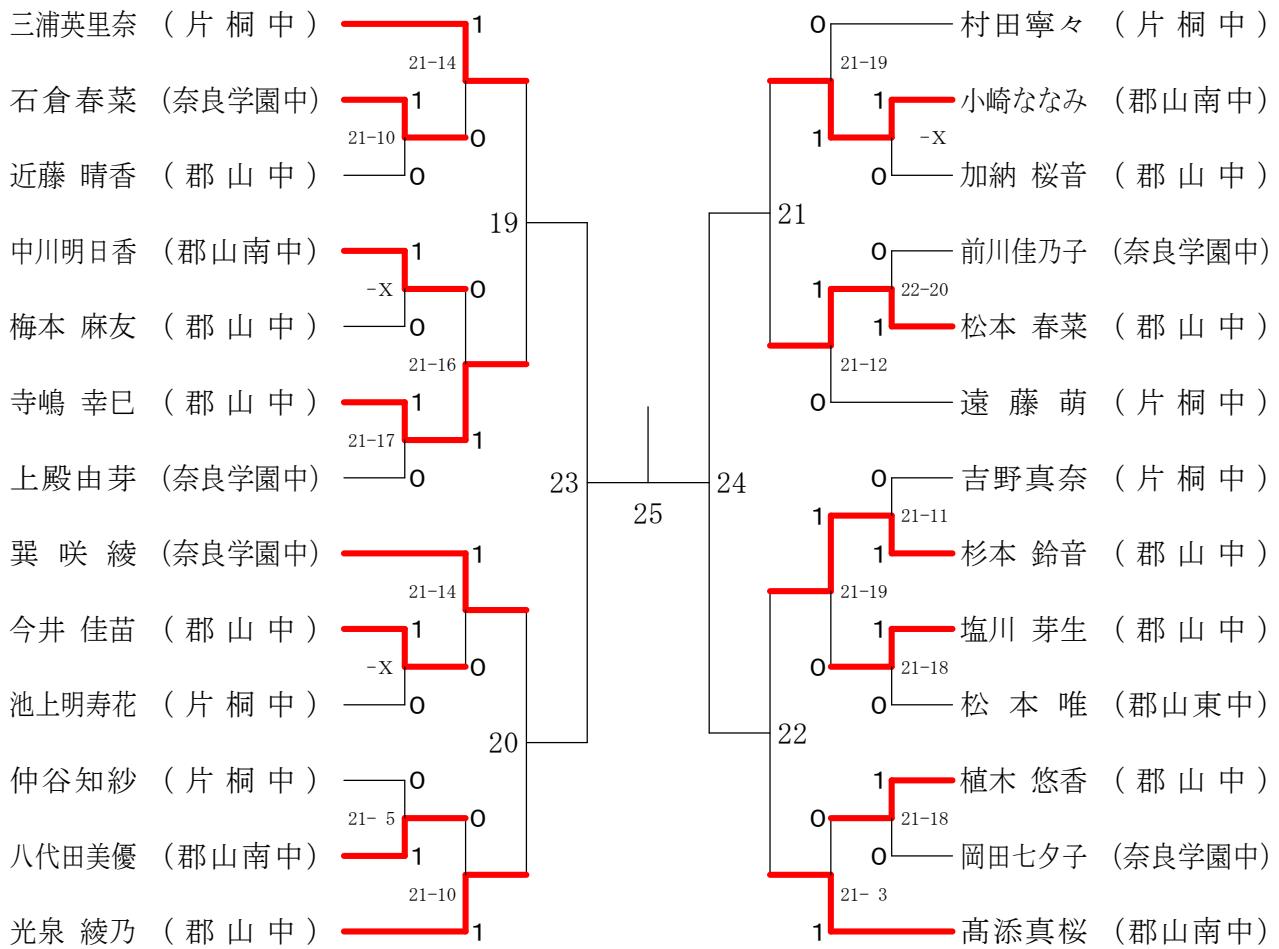 三浦英里奈 (片桐中) 1
21-14
石倉春菜 (奈良学園中) 1
21-10 0
近藤 晴香 (郡山中) 0
19
中川明日香 (郡山南中) 1
-X 0
梅本 麻友 (郡山中) 0
21-16
寺嶋 幸巳 (郡山中) 1
21-17 1
上殿由芽 (奈良学園中) 0
23
巽咲綾 (奈良学園中) 1
21-14
今井 佳苗 (郡山中) 1
-X 0
池上明寿花 (片桐中) 0
20
仲谷知紗 (片桐中) 0
21- 5 0
八代田美優 (郡山南中) 1
21-10
光泉 綾乃 (郡山中) 1
25
0 村田寧々 (片桐中)
21-19
1 小崎ななみ (郡山南中)
1 -X
0 加納 桜音 (郡山中)
21
0 前川佳乃子 (奈良学園中)
1 22-20
1 松本 春菜 (郡山中)
21-12
0 遠藤萌 (片桐中)
24
0 吉野真奈 (片桐中)
1 21-11
1 杉本 鈴音 (郡山中)
21-19
1 塩川 芽生 (郡山中)
0 21-18
0 松本唯 (郡山東中)
22
1 植木 悠香 (郡山中)
0 21-18
0 岡田七夕子 (奈良学園中)
21- 3
1 髙添真桜 (郡山南中)